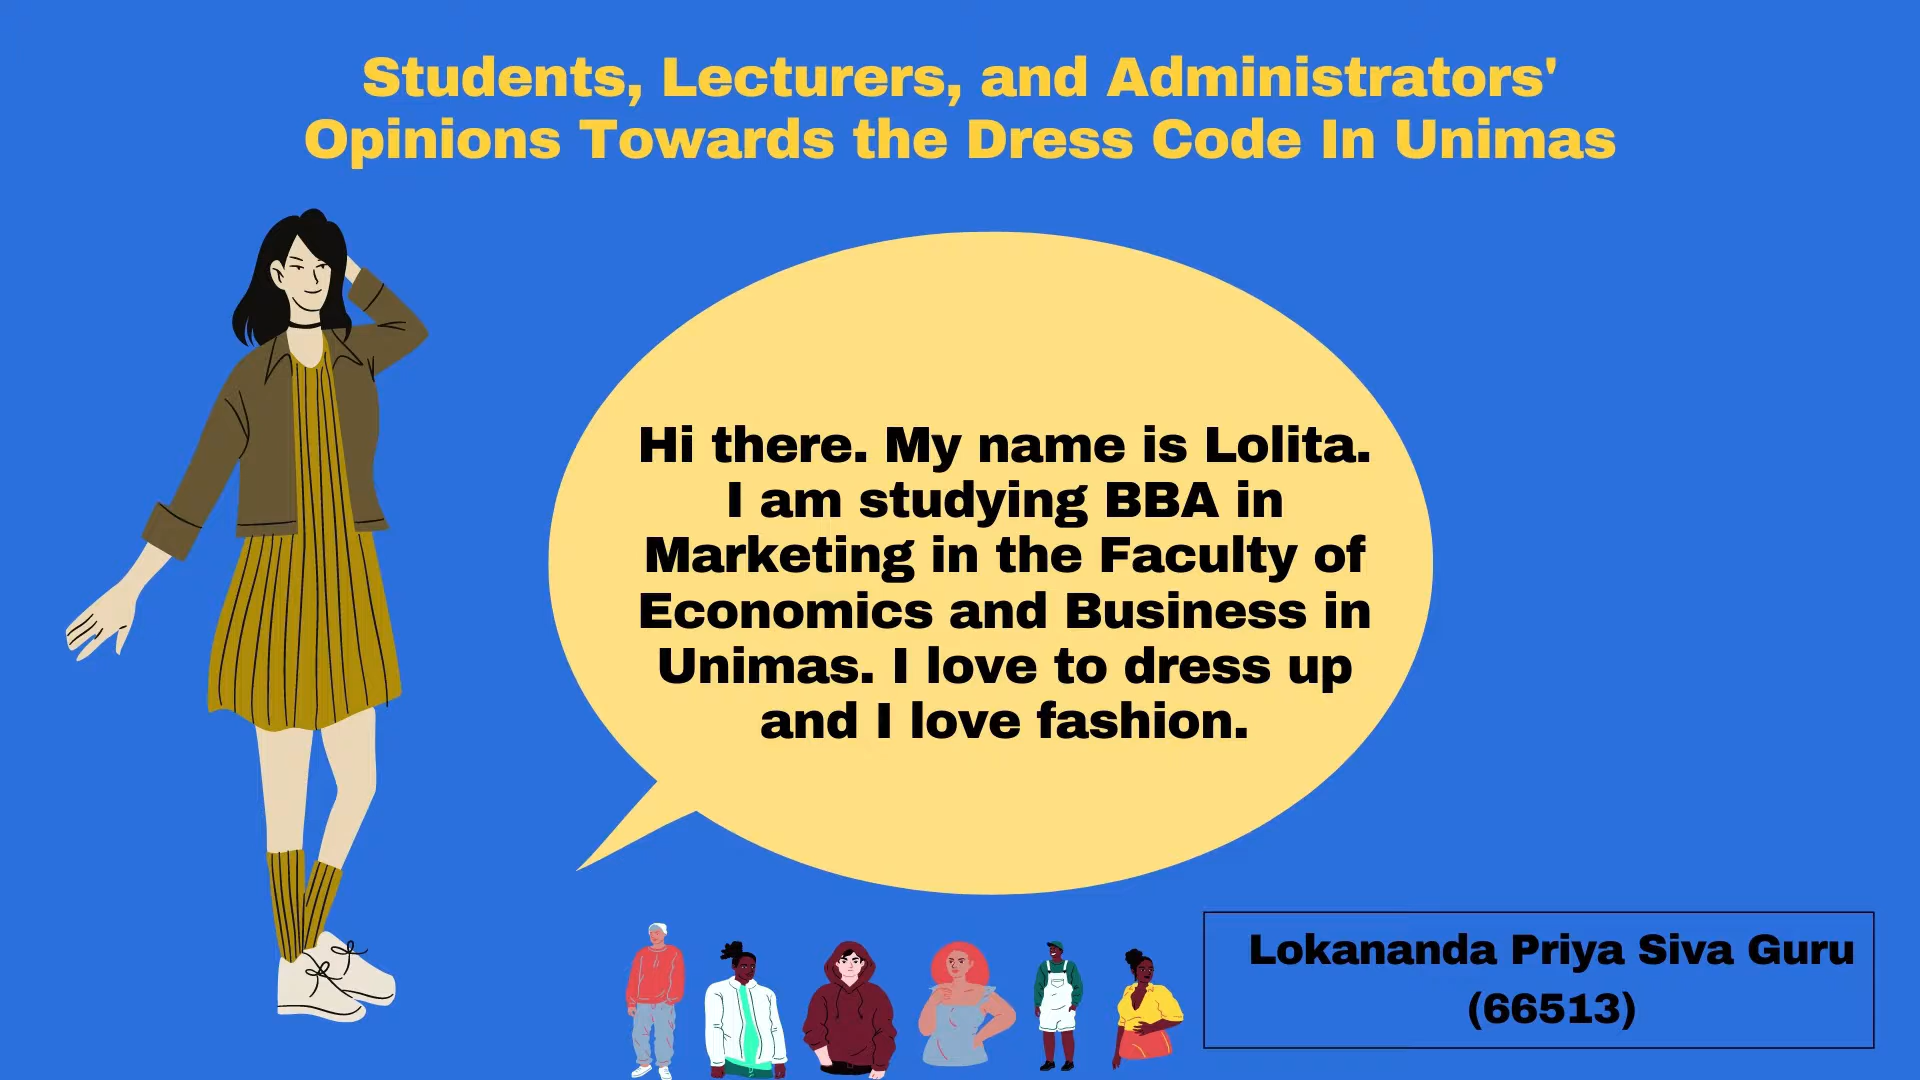 Students, Lecturers, and Administrators'
Opinions Towards the Dress Code In Unimas
Hi there. My name is Lolita.
I am studying BBA in
Marketing in the Faculty of
Economics and Business in
Unimas. I love to dress up
and I love fashion.
Lokananda Priya Siva Guru
(66513)